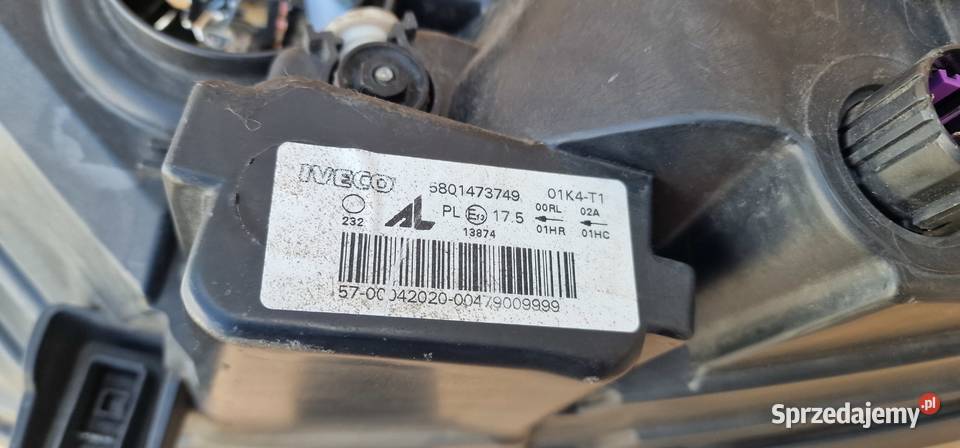 IVECO 5801473749 01K4-T1
232 AL PL E13 17.5 00RL 02A
13874 01HR 01HC
57-00042020-00479009999
Sprzedajemy.pl